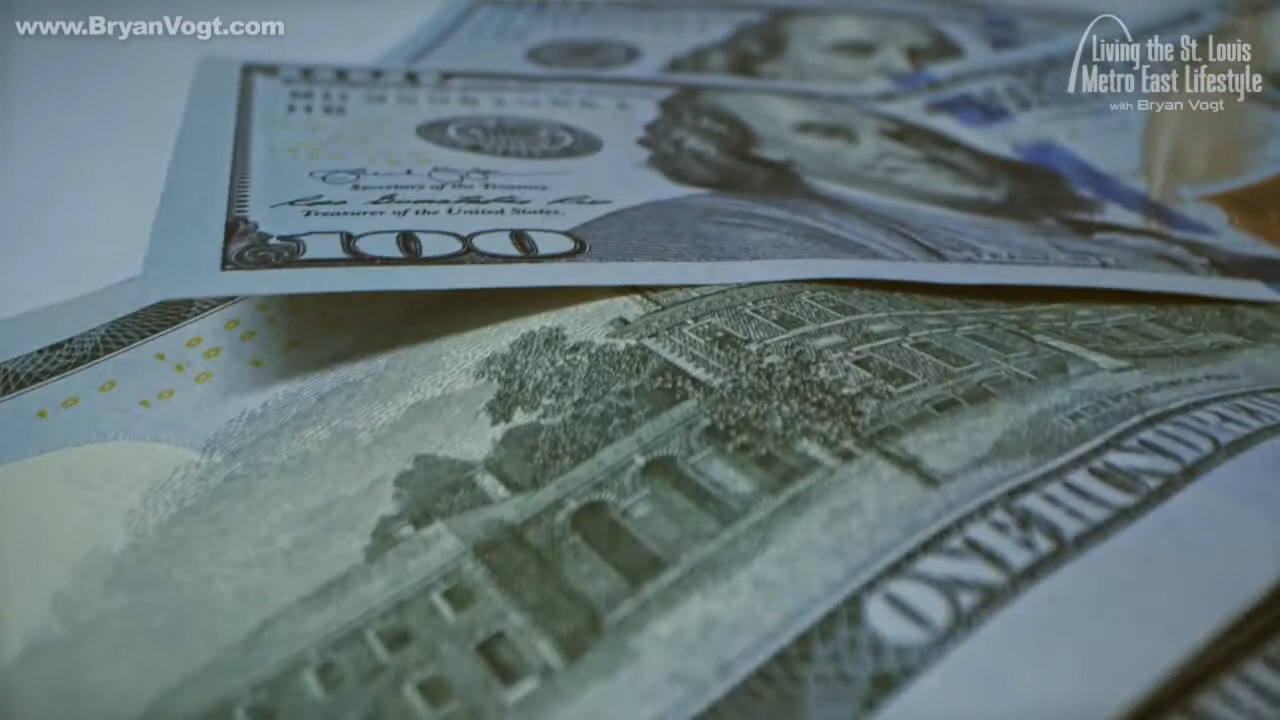 www.BryanVogt.com
Living the St. Louis
Metro East Lifestyle
with Bryan Vogt
Secretary of the Treasury.
Treasurer of the United States.
100
ONE HUNDRED